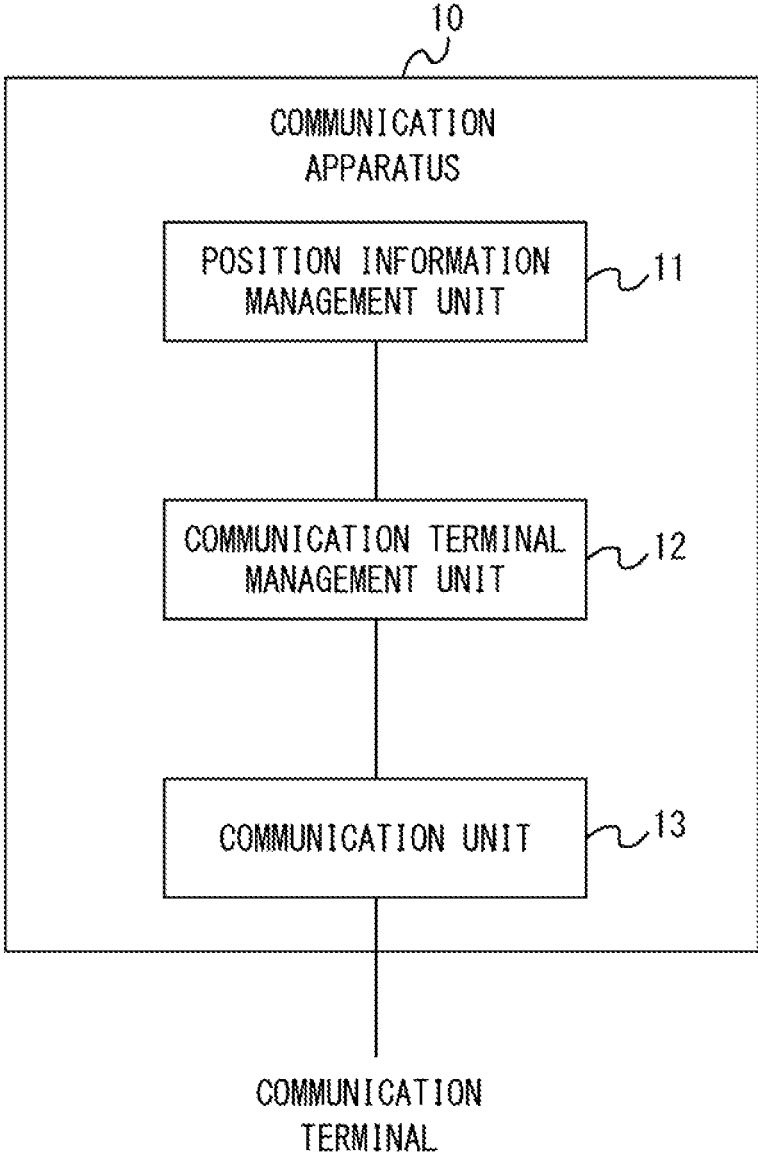 10
COMMUNICATION
APPARATUS
POSITION INFORMATION
MANAGEMENT UNIT
11
COMMUNICATION TERMINAL
MANAGEMENT UNIT
12
COMMUNICATION UNIT
13
COMMUNICATION
TERMINAL